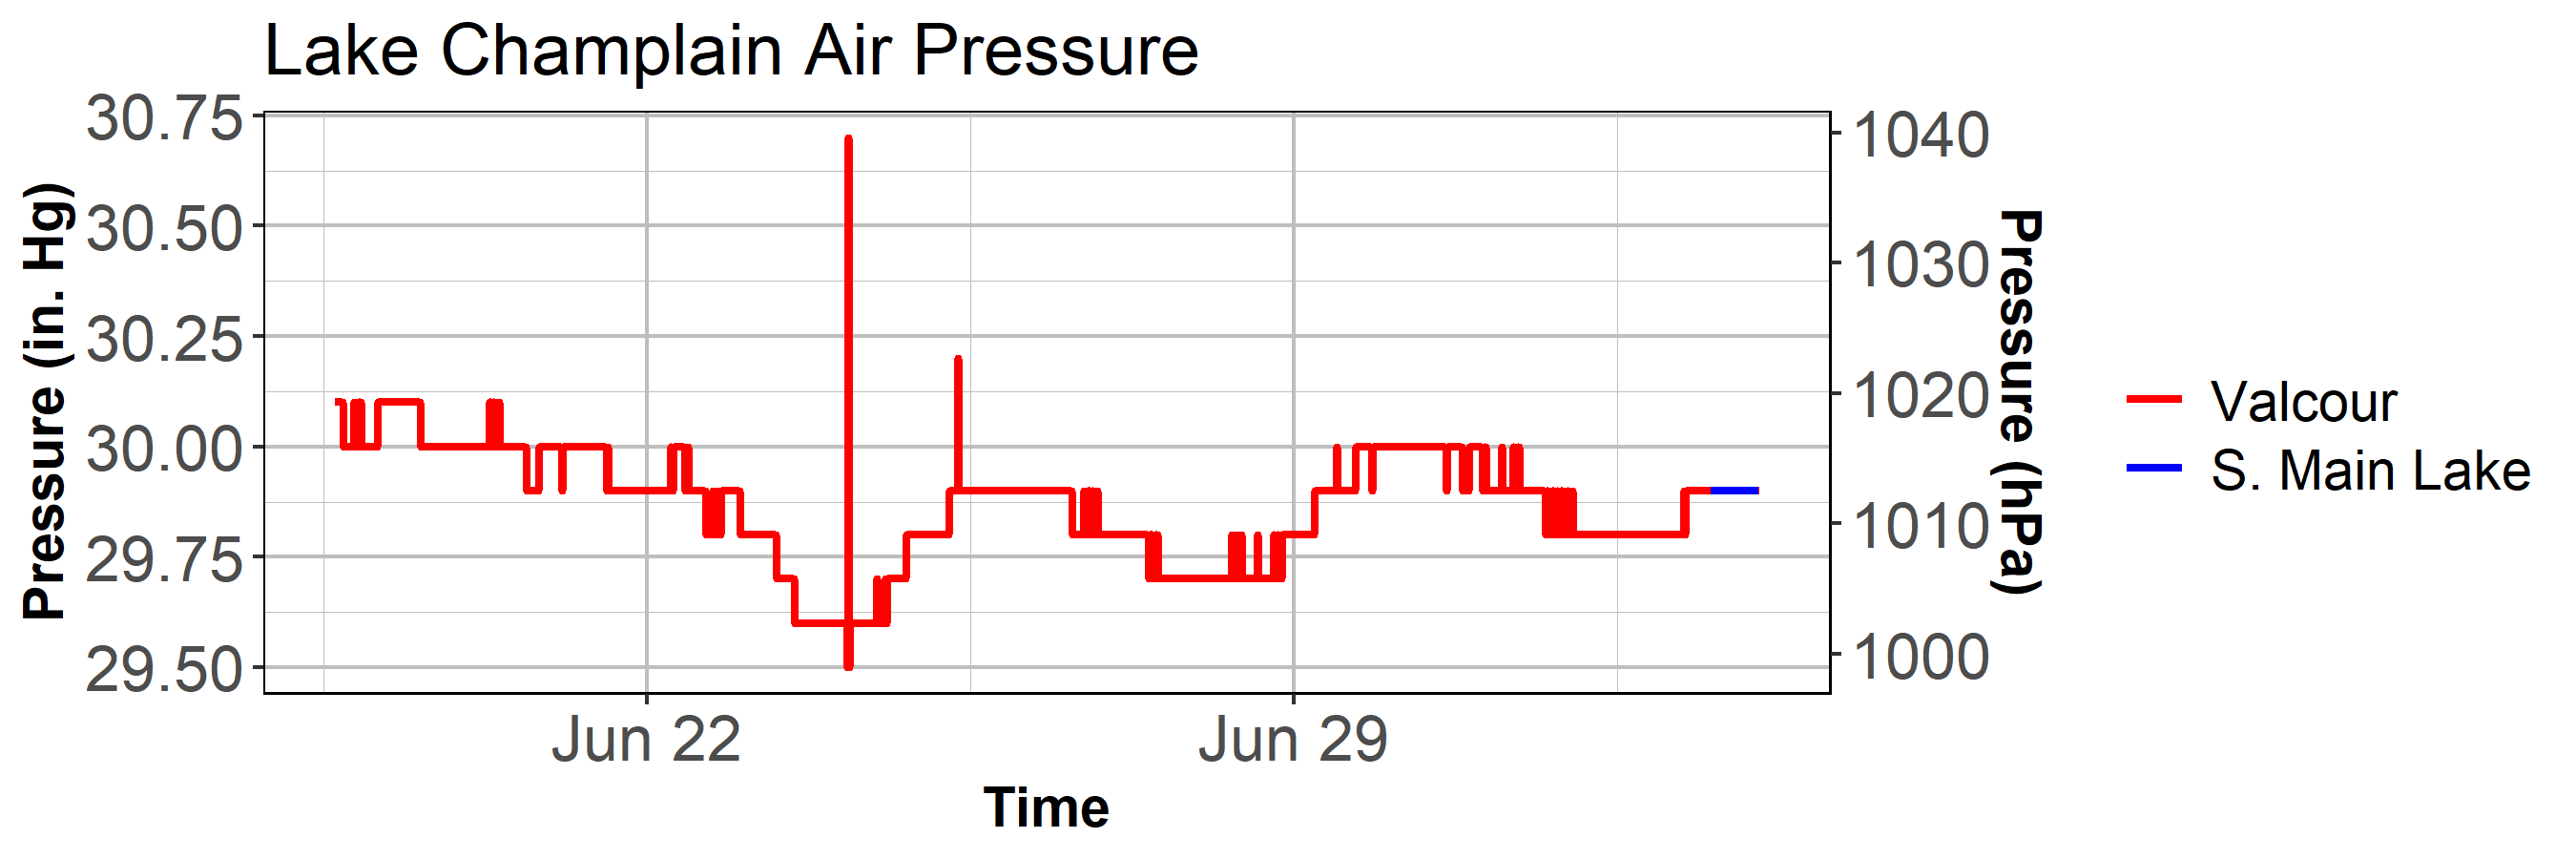 Lake Champlain Air Pressure
Pressure (in. Hg)
30.75
30.50
30.25
30.00
29.75
29.50
1040
1030
1020
1010
1000
Pressure (hPa)
Valcour
S. Main Lake
Jun 22
Jun 29
Time